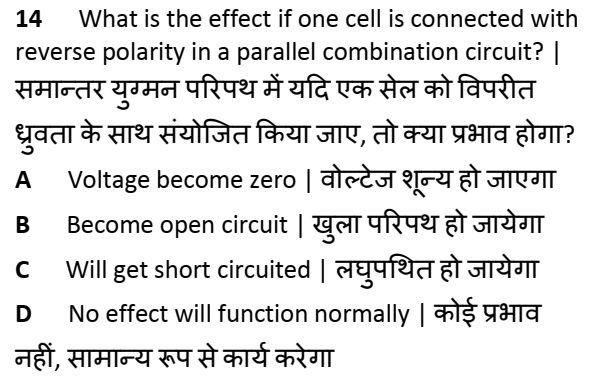 14 What is the effect if one cell is connected with
reverse polarity in a parallel combination circuit? |
समान्तर युग्मन परिपथ में यदि एक सेल को विपरीत
ध्रुवता के साथ संयोजित किया जाए, तो क्या प्रभाव होगा?
A Voltage become zero | वोल्टेज शून्य हो जाएगा
B Become open circuit | खुला परिपथ हो जायेगा
C Will get short circuited | लघुपथित हो जायेगा
D No effect will function normally | कोई प्रभाव
नहीं, सामान्य रूप से कार्य करेगा